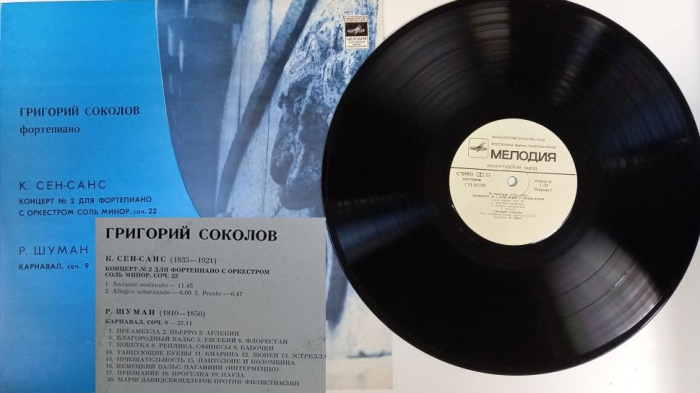 МЕЛОДИЯ
ГРИГОРИЙ СОКОЛОВ
фортепиано
К. СЕН-САНС
КОНЦЕРТ № 2 ДЛЯ ФОРТЕПИАНО
С ОРКЕСТРОМ СОЛЬ МИНОР, соч. 22
Р. ШУМАН
КАРНАВАЛ, соч. 9
ГРИГОРИЙ СОКОЛОВ
К. СЕН-САНС (1835—1921)
КОНЦЕРТ № 2 ДЛЯ ФОРТЕПИАНО С ОРКЕСТРОМ
СОЛЬ МИНОР, СОЧ. 22
1. Andante sostenuto — 11.45
2. Allegro scherzando — 6.00 3. Presto — 6.47
Р. ШУМАН (1810—1856)
КАРНАВАЛ, СОЧ. 9 — 27.11
1. ПРЕАМБУЛА 2. ПЬЕРРО 3. АРЛЕКИН
4. БЛАГОРОДНЫЙ ВАЛЬС 5. ЕВСЕБИЙ 6. ФЛОРЕСТАН
7. КОКЕТКА 8. РЕПЛИКА, СФИНКСЫ 9. БАБОЧКИ
10. ТАНЦУЮЩИЕ БУКВЫ 11. КИАРИНА 12. ШОПЕН 13. ЭСТРЕЛЛА
14. ПРИЗНАТЕЛЬНОСТЬ 15. ПАНТОЛОНЕ И КОЛОМБИНА
16. НЕМЕЦКИЙ ВАЛЬС. ПАГАНИНИ (ИНТЕРМЕЦЦО)
17. ПРИЗНАНИЕ 18. ПРОГУЛКА 19. ПАУЗА
20. МАРШ ДАВИДСБЮНДЛЕРОВ ПРОТИВ ФИЛИСТИМЛЯН
МЕЛОДИЯ
ЛЕНИНГРАДСКИЙ ЗАВОД
СТЕРЕО 33